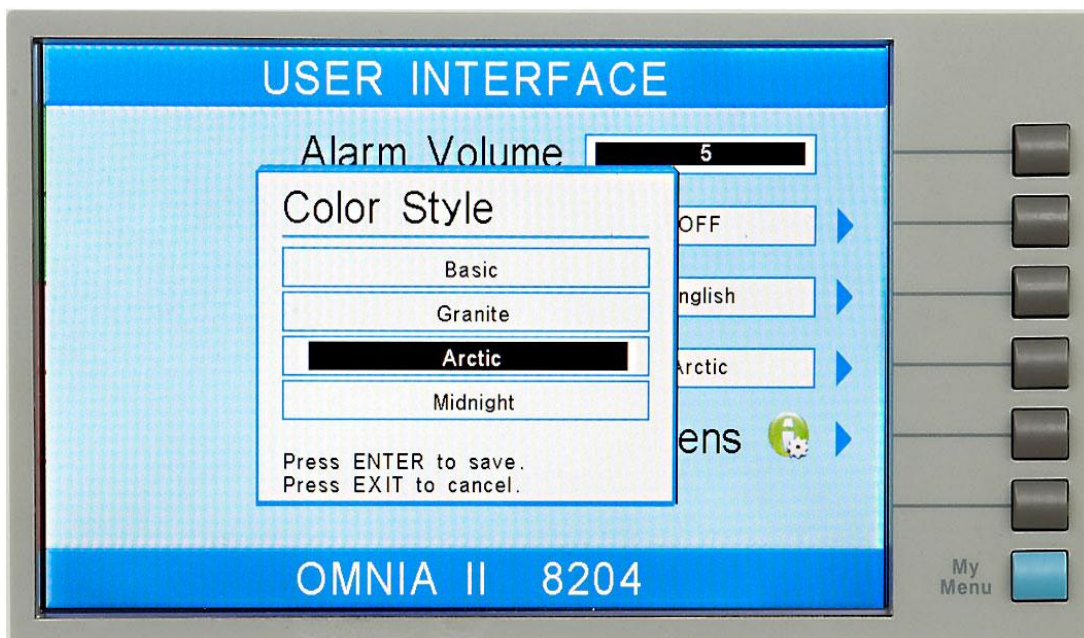 USER INTERFACE
Alarm Volume 5
Color Style
OFF
Basic
nglish
Granite
Arctic
Arctic
Midnight
ens
Press ENTER to save.
Press EXIT to cancel.
OMNIA II 8204
My
Menu